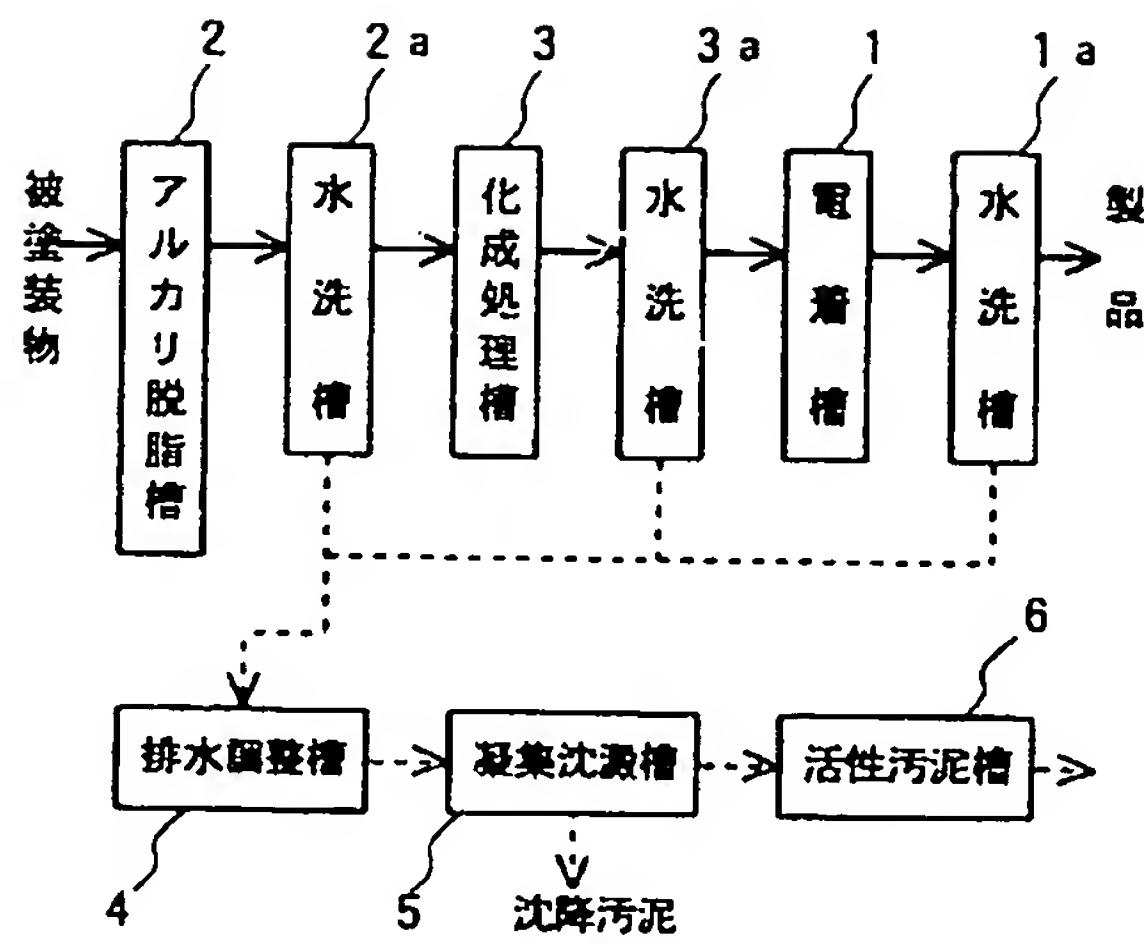 2
2a
3
3a
1
1a
被塗装物
アルカリ脱脂槽
水洗槽
化成処理槽
水洗槽
電着槽
水洗槽
製品
6
排水調整槽
凝集沈澱槽
活性汚泥槽
4
5
沈降汚泥